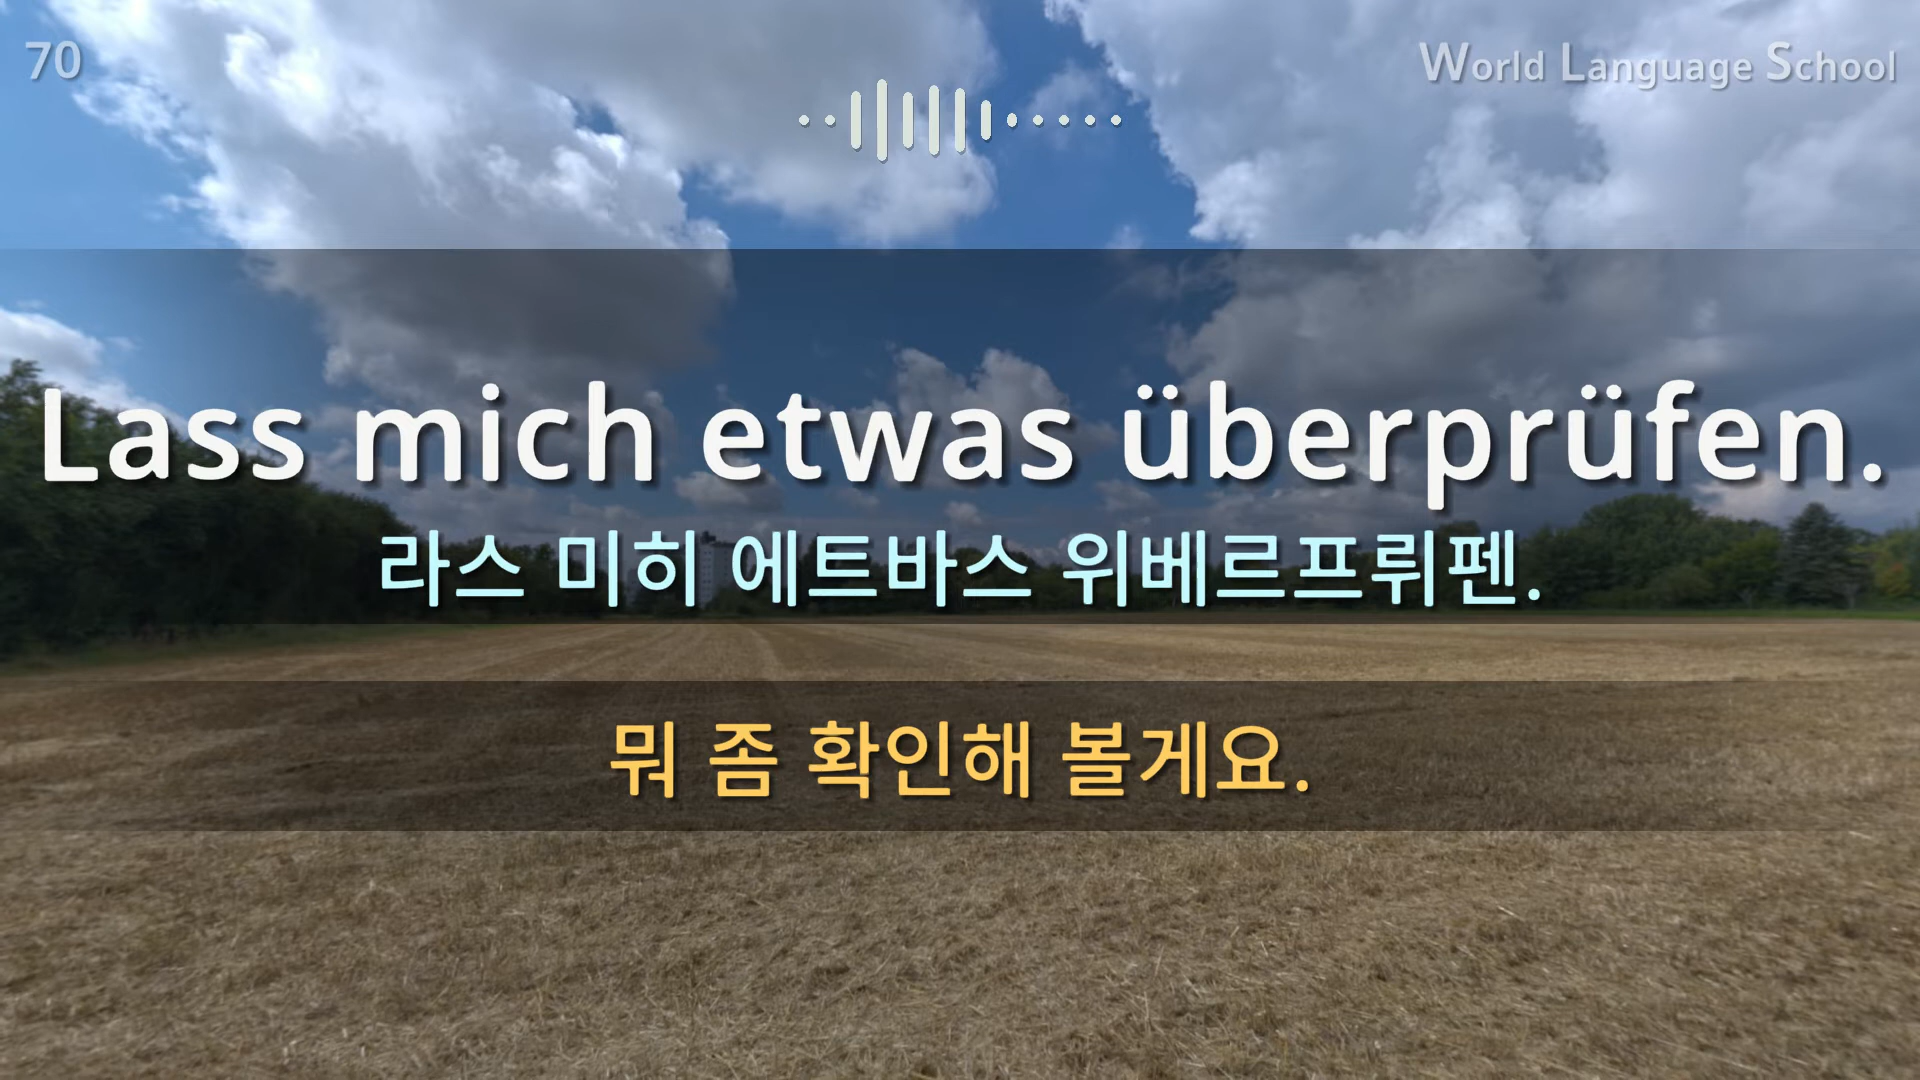 70
World Language School
Lass mich etwas überprüfen.
라스 미히 에트바스 위베르프뤼펜.
뭐 좀 확인해 볼게요.